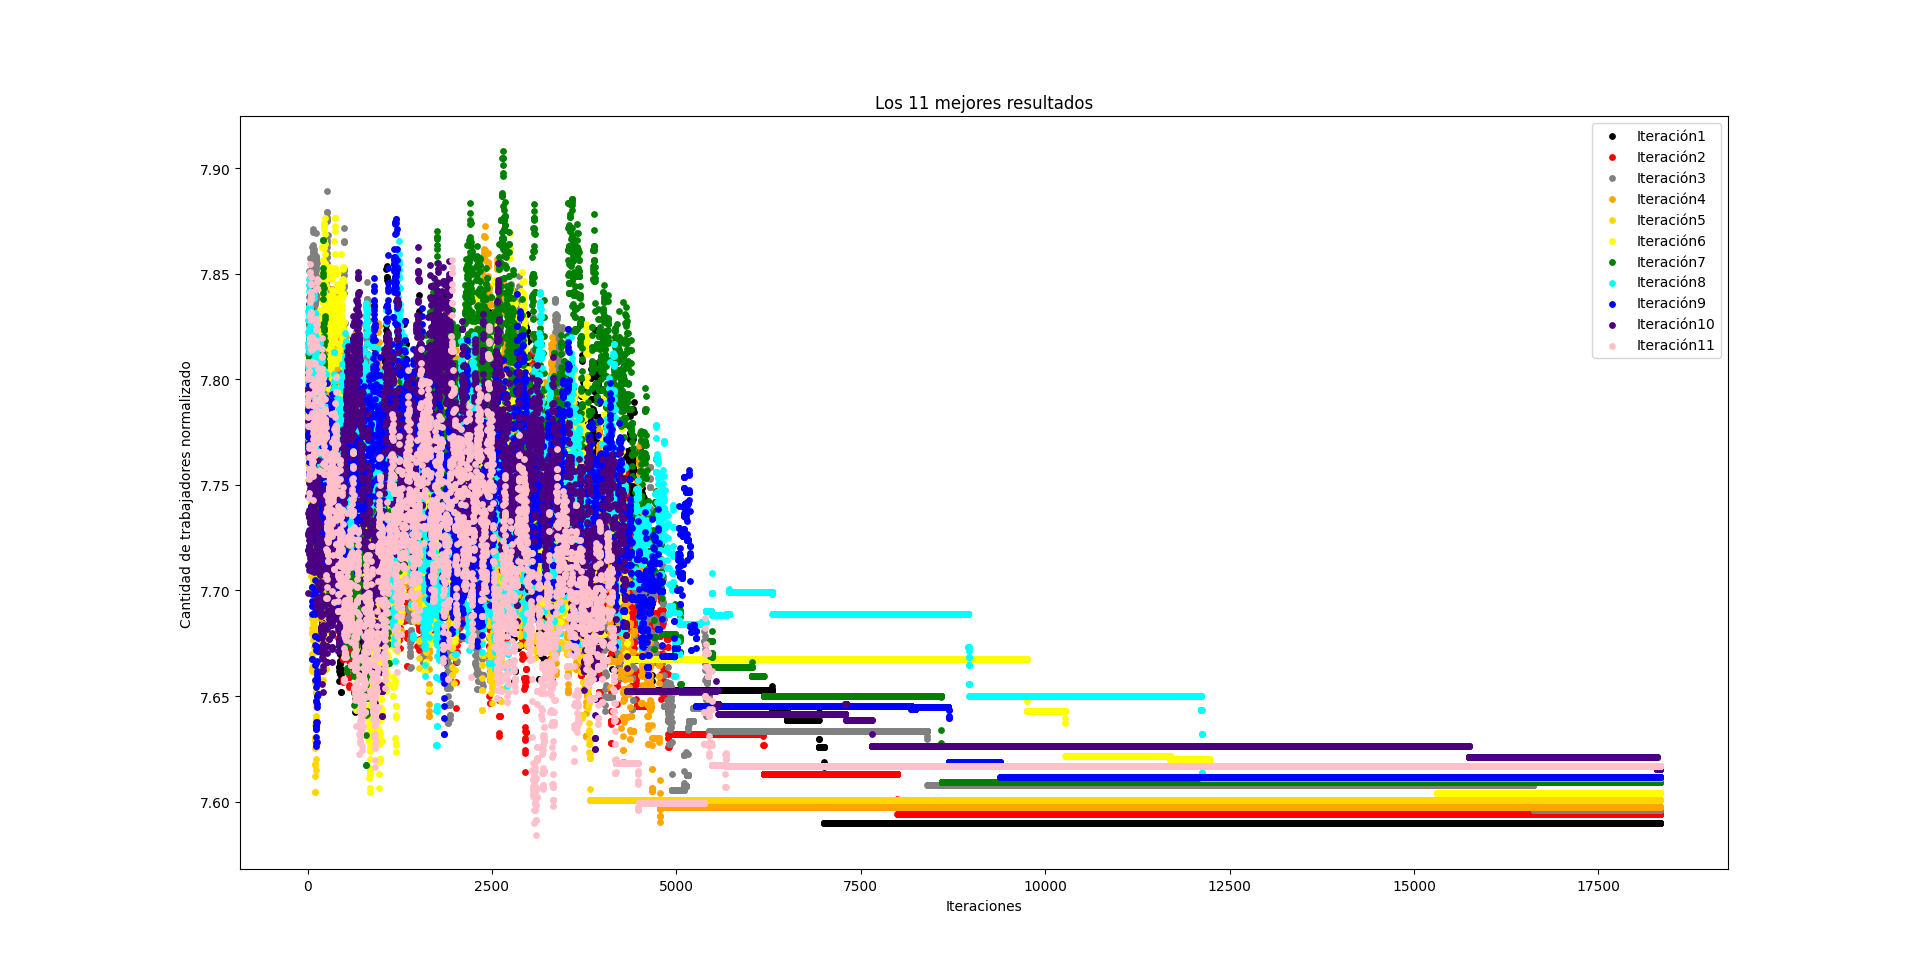 Los 11 mejores resultados
Cantidad de trabajadores normalizado
7.90
7.85
7.80
7.75
7.70
7.65
7.60
0 2500 5000 7500 10000 12500 15000 17500
Iteraciones
Iteración1
Iteración2
Iteración3
Iteración4
Iteración5
Iteración6
Iteración7
Iteración8
Iteración9
Iteración10
Iteración11